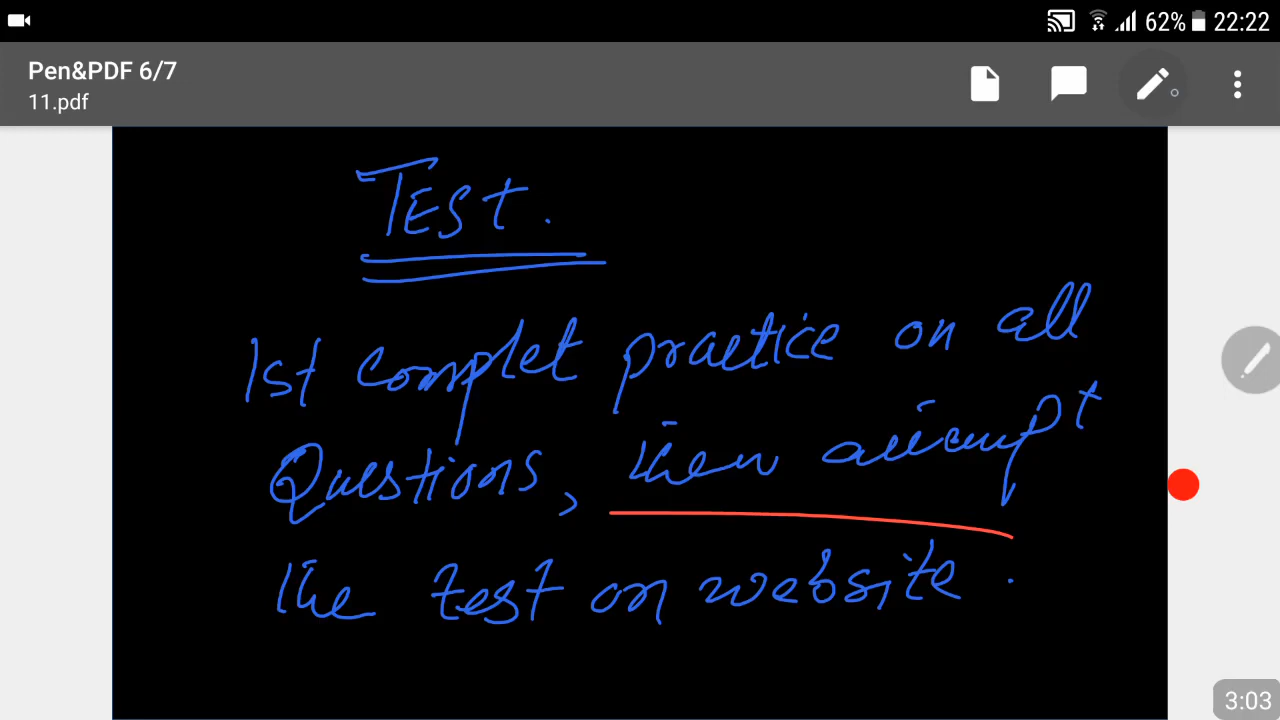 62% 22:22
Pen&PDF 6/7
11.pdf
TEST.
1st complet practice on all
Questions, then attempt
the test on website.
3:03